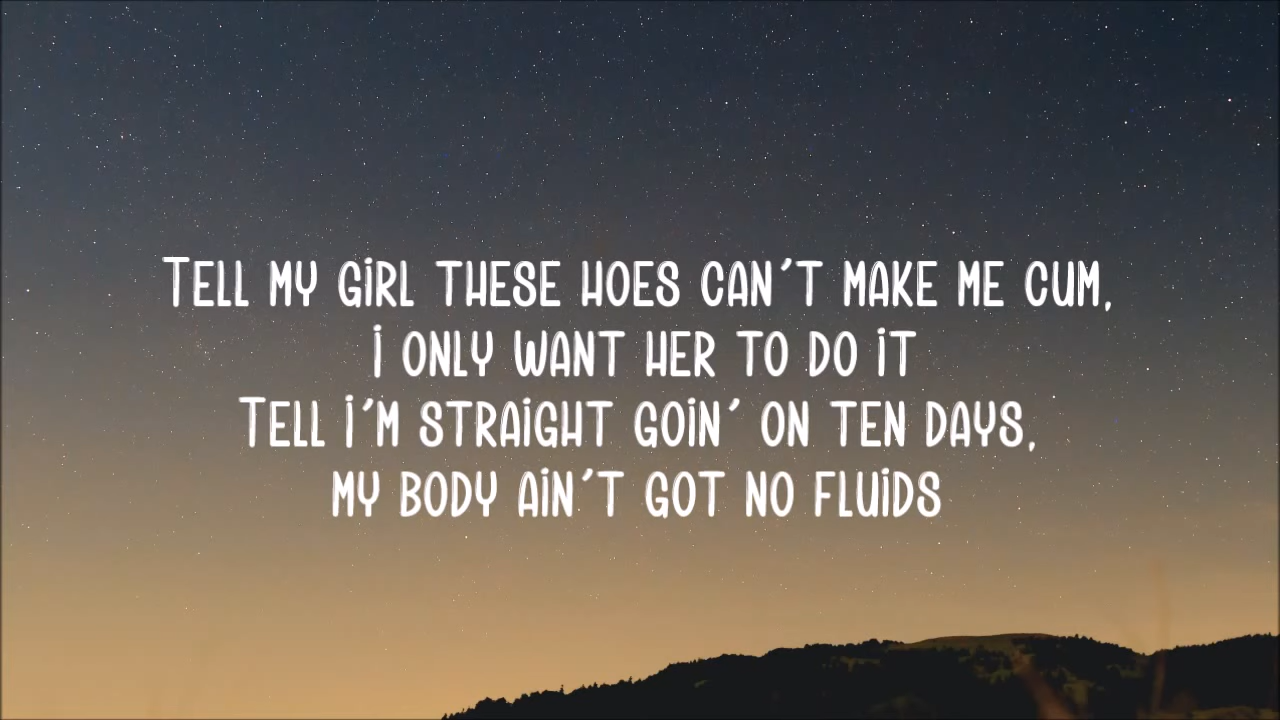 TELL MY GIRL THESE HOES CAN'T MAKE ME CUM,
I ONLY WANT HER TO DO IT
TELL I'M STRAIGHT GOIN' ON TEN DAYS,
MY BODY AIN'T GOT NO FLUIDS